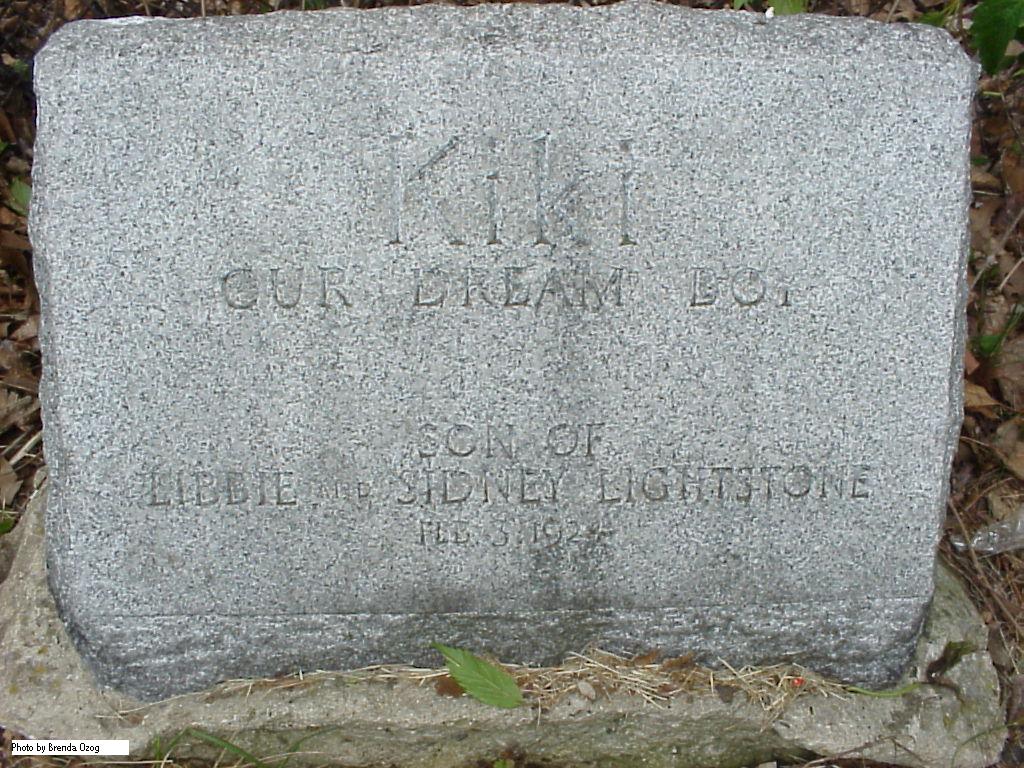 Kiki
OUR DREAM BOY
SON OF
LIBBIE AND SIDNEY LIGHTSTONE
FEB. 3, 1924
Photo by Brenda Ozog